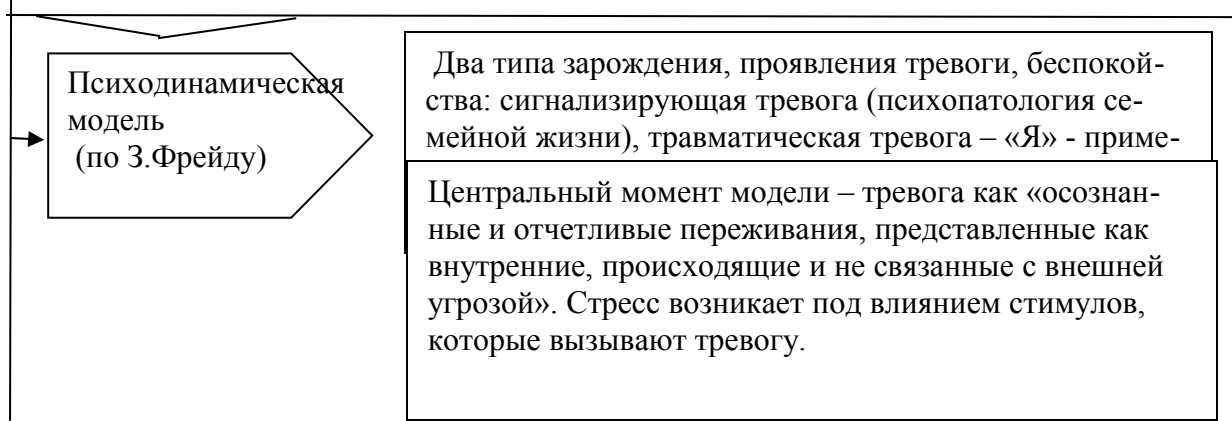 Психодинамическая
модель
(по З.Фрейду)
Два типа зарождения, проявления тревоги, беспокой-
ства: сигнализирующая тревога (психопатология се-
мейной жизни), травматическая тревога – «Я» - приме-
Центральный момент модели – тревога как «осознан-
ные и отчетливые переживания, представленные как
внутренние, происходящие и не связанные с внешней
угрозой». Стресс возникает под влиянием стимулов,
которые вызывают тревогу.